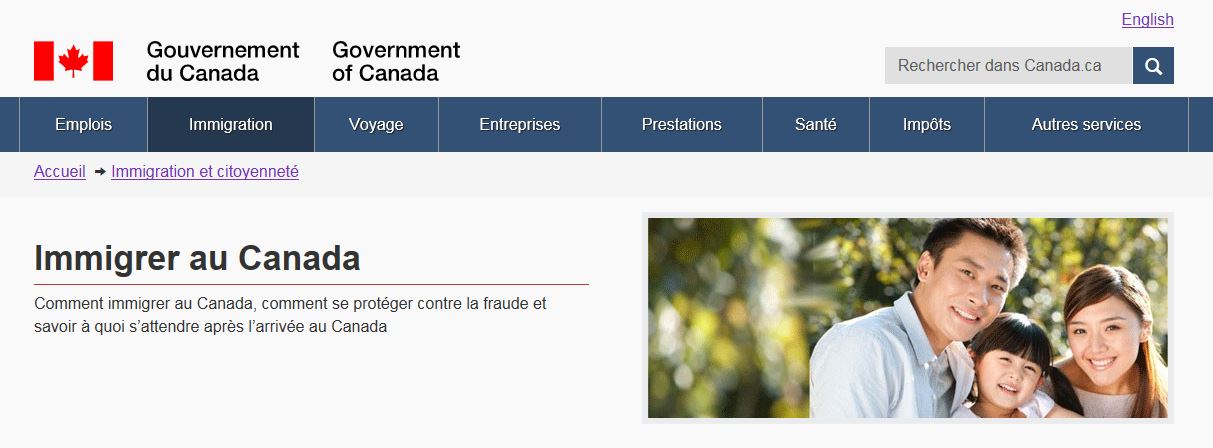 English
Gouvernement
du Canada
Government
of Canada
Rechercher dans Canada.ca
Emplois
Immigration
Voyage
Entreprises
Prestations
Santé
Impôts
Autres services
Accueil ➔ Immigration et citoyenneté
Immigrer au Canada
Comment immigrer au Canada, comment se protéger contre la fraude et
savoir à quoi s’attendre après l’arrivée au Canada